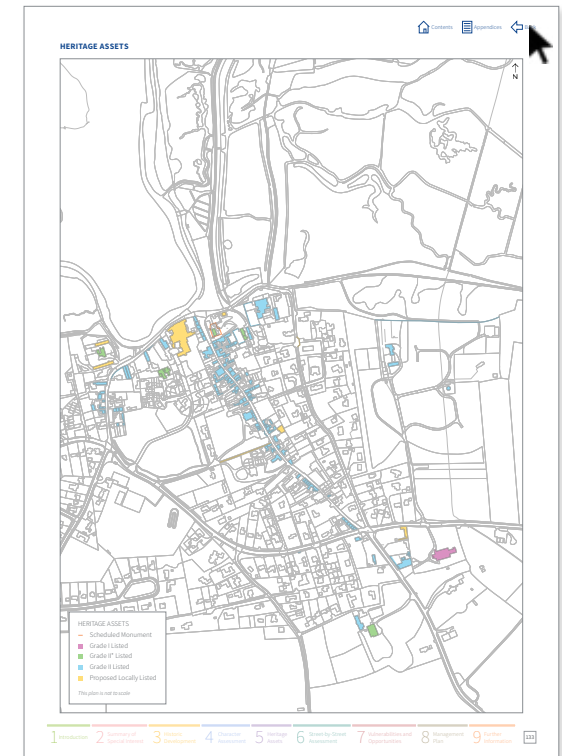 Contents
Appendices
HERITAGE ASSETS
N
HERITAGE ASSETS
Scheduled Monument
Grade I Listed
Grade II* Listed
Grade II Listed
Proposed Locally Listed
This plan is not to scale
1 Introduction
2 Summary of
Special Interest
3 Historic
Development
4 Character
Assessment
5 Heritage
Assets
6 Street-by-Street
Assessment
7 Vulnerabilities and
Opportunities
8 Management
Plan
9 Further
Information
133